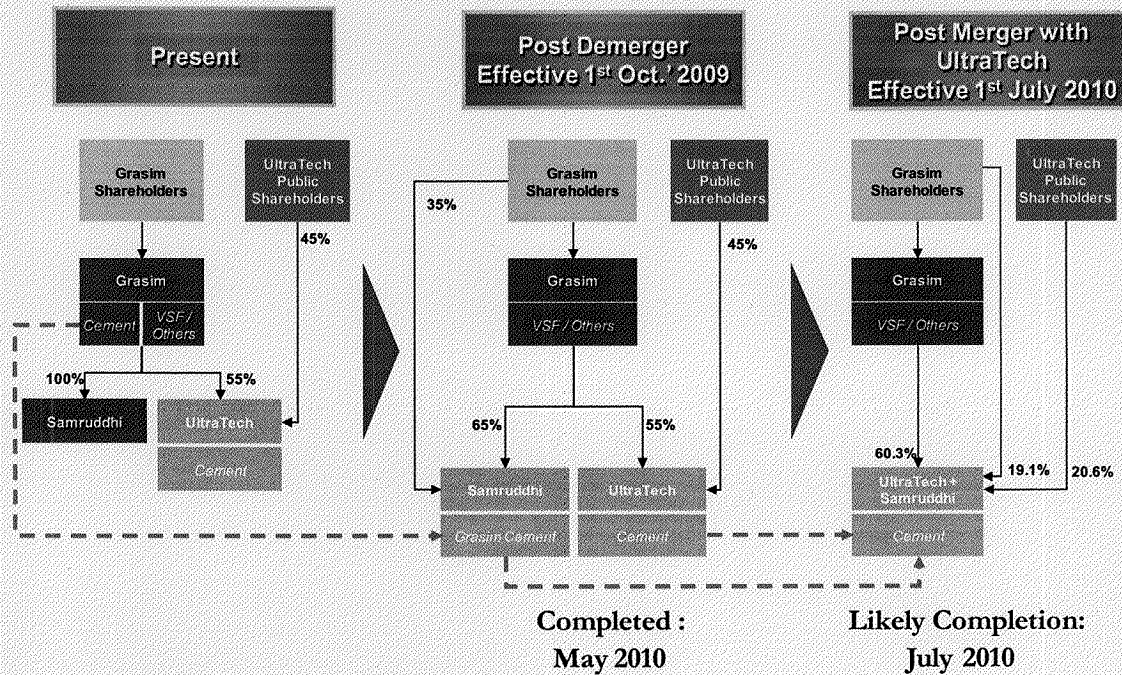 Present
Grasim
Shareholders
UltraTech
Public
Shareholders
45%
Grasim
Cement
VSF /
Others
100%
55%
Samruddhi
UltraTech
Cement
Post Demerger
Effective 1st Oct.' 2009
Grasim
Shareholders
UltraTech
Public
Shareholders
35%
45%
Grasim
VSF / Others
65%
55%
Samruddhi
UltraTech
Grasim Cement
Cement
Completed :
May 2010
Post Merger with
UltraTech
Effective 1st July 2010
Grasim
Shareholders
UltraTech
Public
Shareholders
Grasim
VSF / Others
60.3%
19.1%
20.6%
UltraTech+
Samruddhi
Cement
Likely Completion:
July 2010